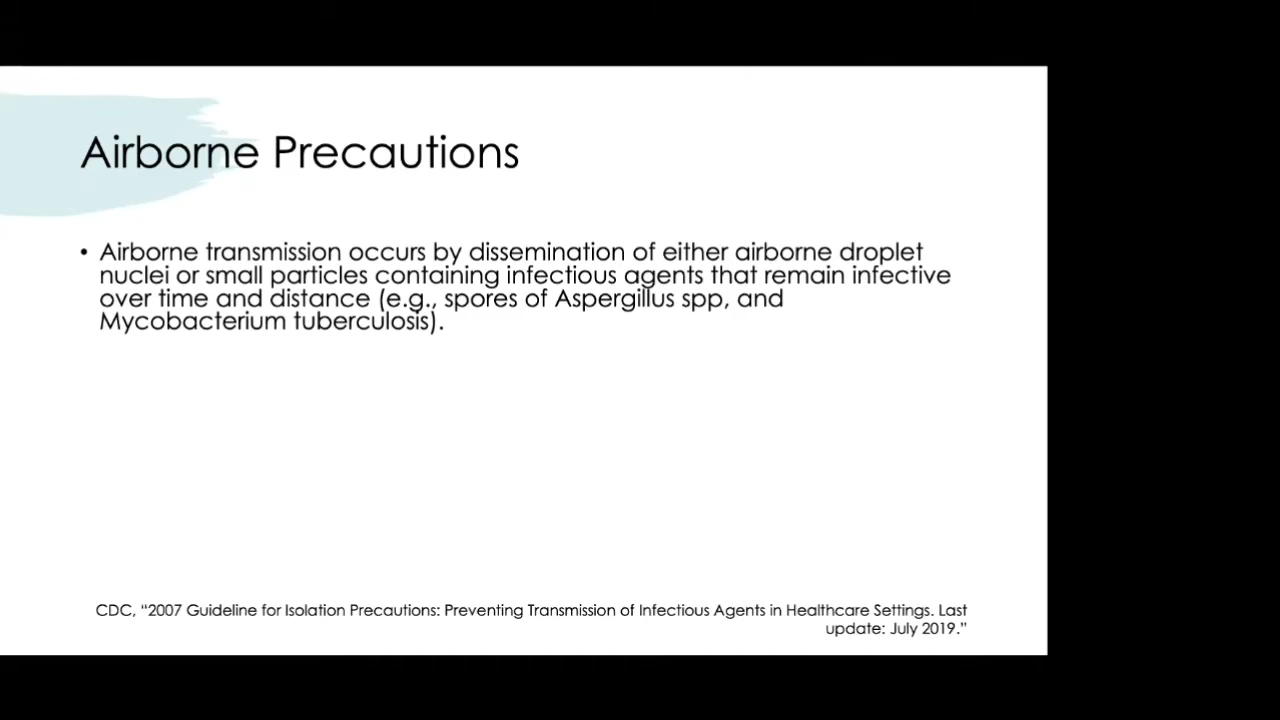 Airborne Precautions
• Airborne transmission occurs by dissemination of either airborne droplet
nuclei or small particles containing infectious agents that remain infective
over time and distance (e.g., spores of Aspergillus spp, and
Mycobacterium tuberculosis).
CDC, “2007 Guideline for Isolation Precautions: Preventing Transmission of Infectious Agents in Healthcare Settings. Last
update: July 2019.”